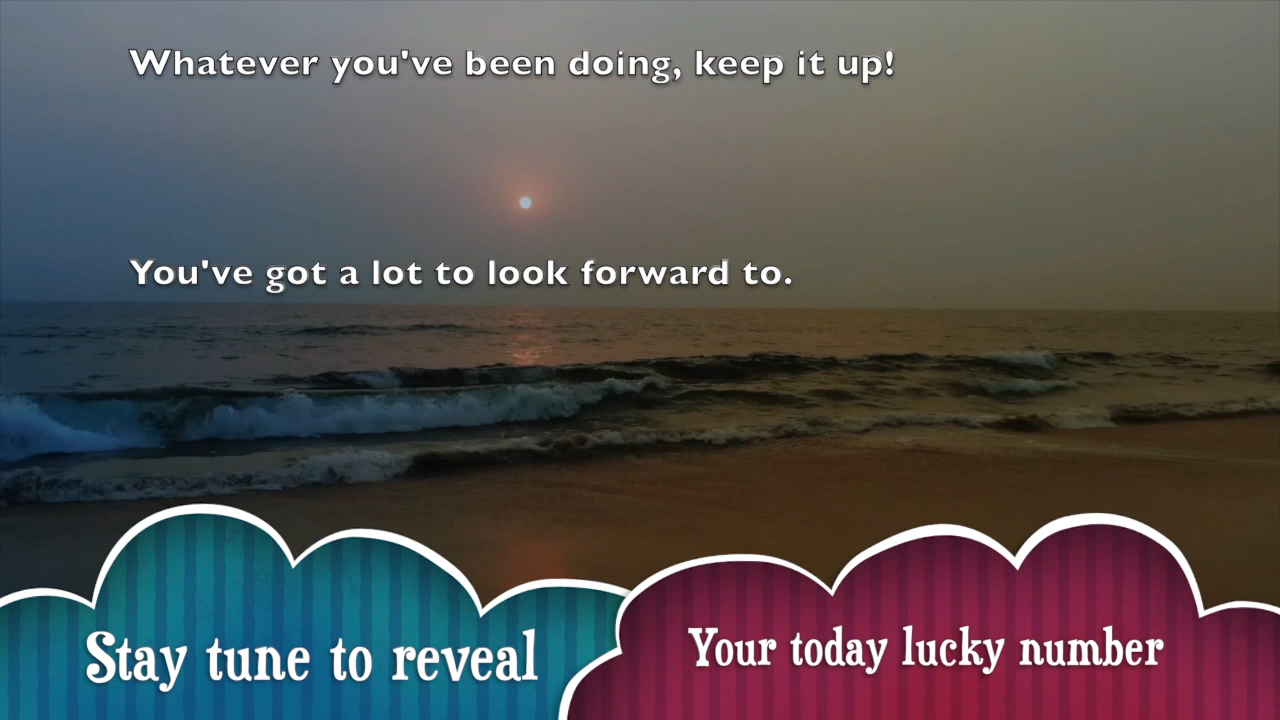 Whatever you've been doing, keep it up!
You've got a lot to look forward to.
Stay tune to reveal
Your today lucky number